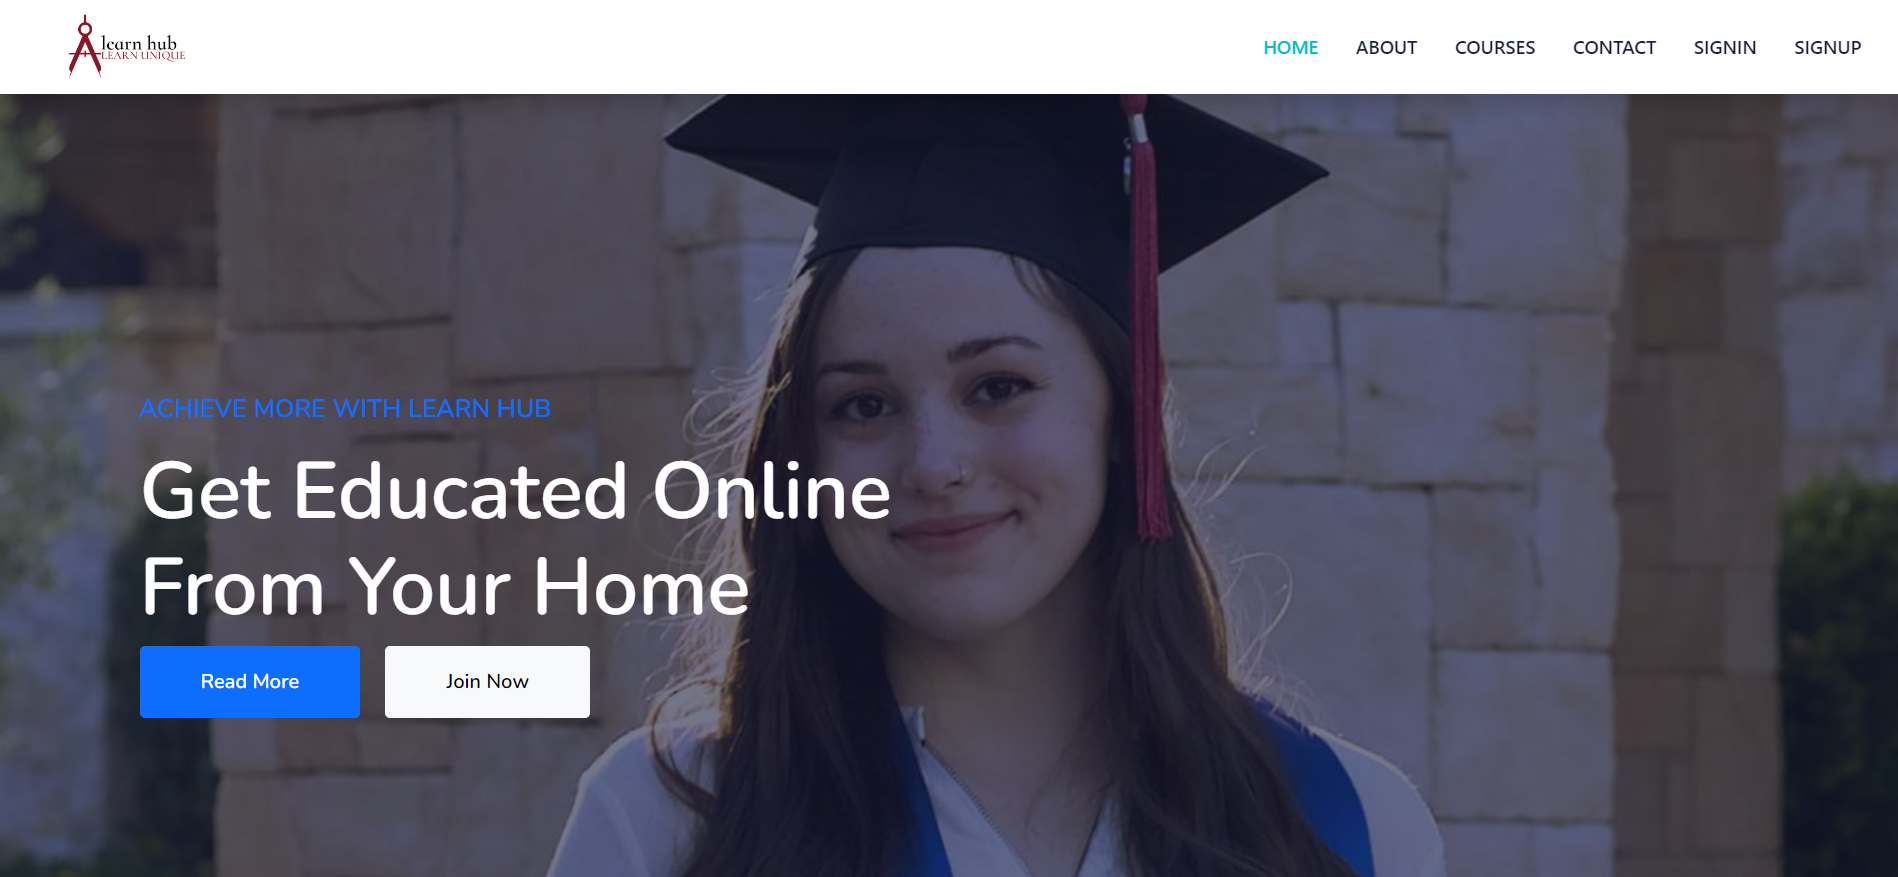 learn hub
LEARN UNIQUE
HOME ABOUT COURSES CONTACT SIGNIN SIGNUP
ACHIEVE MORE WITH LEARN HUB
Get Educated Online
From Your Home
Read More Join Now